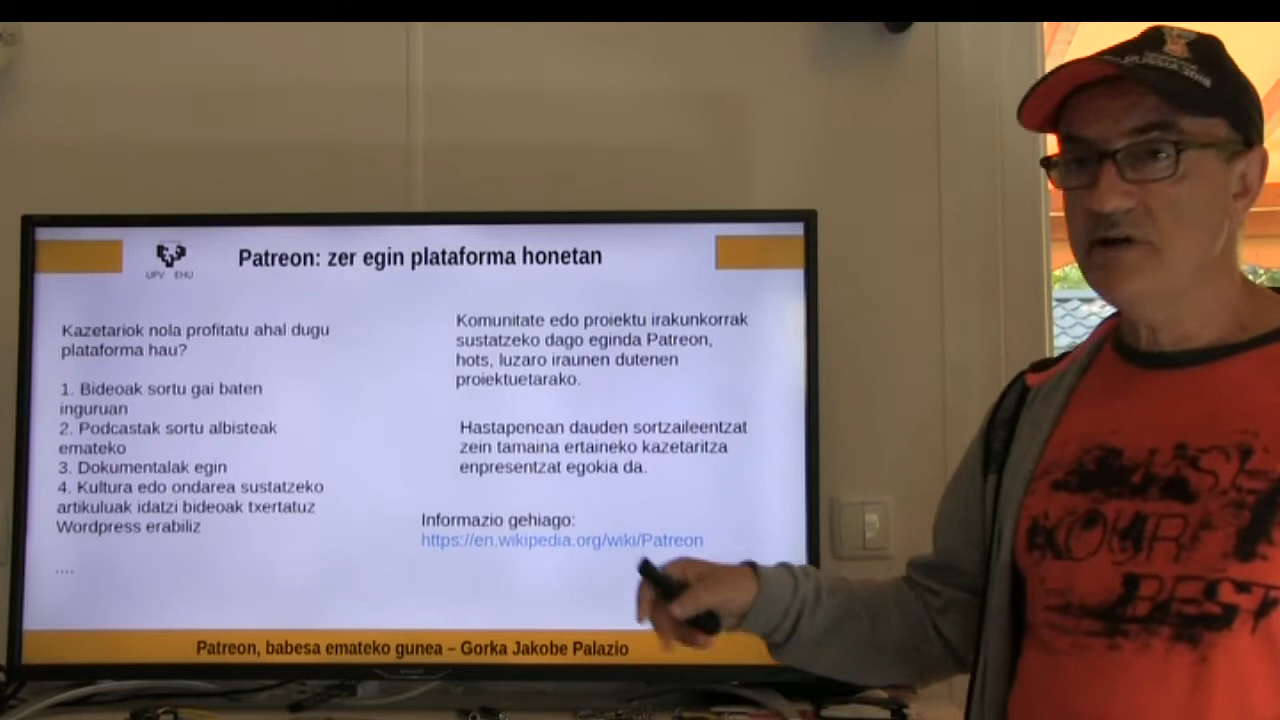 UPV EHU
Patreon: zer egin plataforma honetan
Kazetariok nola profitatu ahal dugu
plataforma hau?
1. Bideoak sortu gai baten
inguruan
2. Podcastak sortu albisteak
emateko
3. Dokumentalak egin
4. Kultura edo ondarea sustatzeko
artikuluak idatzi bideoak txertatuz
Wordpress erabiliz
....
Komunitate edo proiektu irakunkorrak
sustatzeko dago eginda Patreon,
hots, luzaro iraunen dutenen
proiektuetarako.
Hastapenean dauden sortzaileentzat
zein tamaina ertaineko kazetaritza
enpresentzat egokia da.
Informazio gehiago:
https://en.wikipedia.org/wiki/Patreon
Patreon, babesa emateko gunea – Gorka Jakobe Palazio
YOUR
BEST